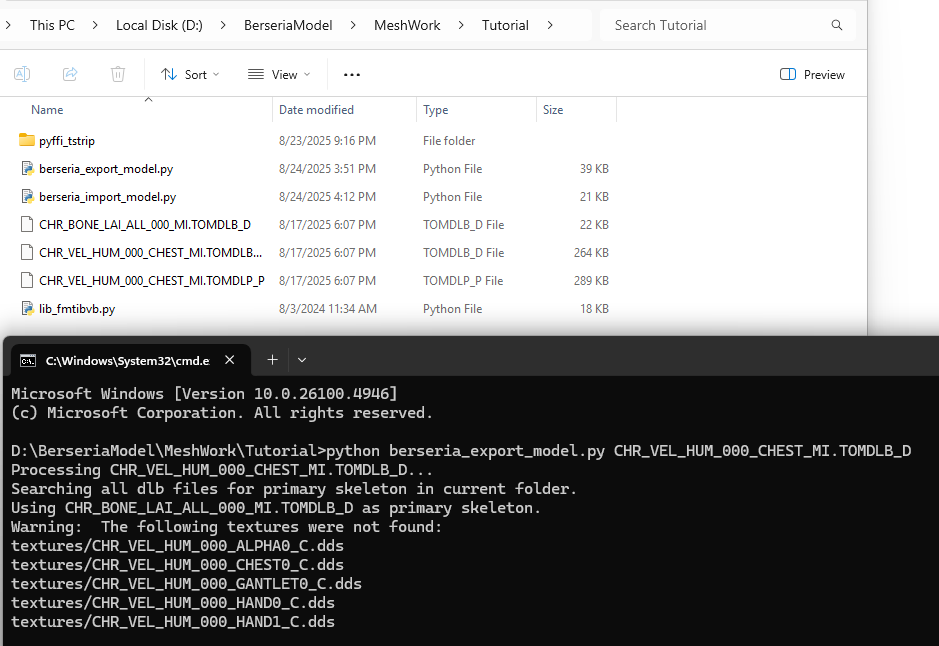 This PC > Local Disk (D:) > BerseriaModel > MeshWork > Tutorial > Search Tutorial
Sort View ••• Preview
Name Date modified Type Size
pyffi_tstrip 8/23/2025 9:16 PM File folder
berseria_export_model.py 8/24/2025 3:51 PM Python File 39 KB
berseria_import_model.py 8/24/2025 4:12 PM Python File 21 KB
CHR_BONE_LAI_ALL_000_MI.TOMDLB_D 8/17/2025 6:07 PM TOMDLB_D File 22 KB
CHR_VEL_HUM_000_CHEST_MI.TOMDLB... 8/17/2025 6:07 PM TOMDLB_D File 264 KB
CHR_VEL_HUM_000_CHEST_MI.TOMDLP_P 8/17/2025 6:07 PM TOMDLP_P File 289 KB
lib_fmtibvb.py 8/3/2024 11:34 AM Python File 18 KB
C:\Windows\System32\cmd.e
Microsoft Windows [Version 10.0.26100.4946]
(c) Microsoft Corporation. All rights reserved.
D:\BerseriaModel\MeshWork\Tutorial>python berseria_export_model.py CHR_VEL_HUM_000_CHEST_MI.TOMDLB_D
Processing CHR_VEL_HUM_000_CHEST_MI.TOMDLB_D...
Searching all dlb files for primary skeleton in current folder.
Using CHR_BONE_LAI_ALL_000_MI.TOMDLB_D as primary skeleton.
Warning:  The following textures were not found:
textures/CHR_VEL_HUM_000_ALPHA0_C.dds
textures/CHR_VEL_HUM_000_CHEST0_C.dds
textures/CHR_VEL_HUM_000_GANTLET0_C.dds
textures/CHR_VEL_HUM_000_HAND0_C.dds
textures/CHR_VEL_HUM_000_HAND1_C.dds